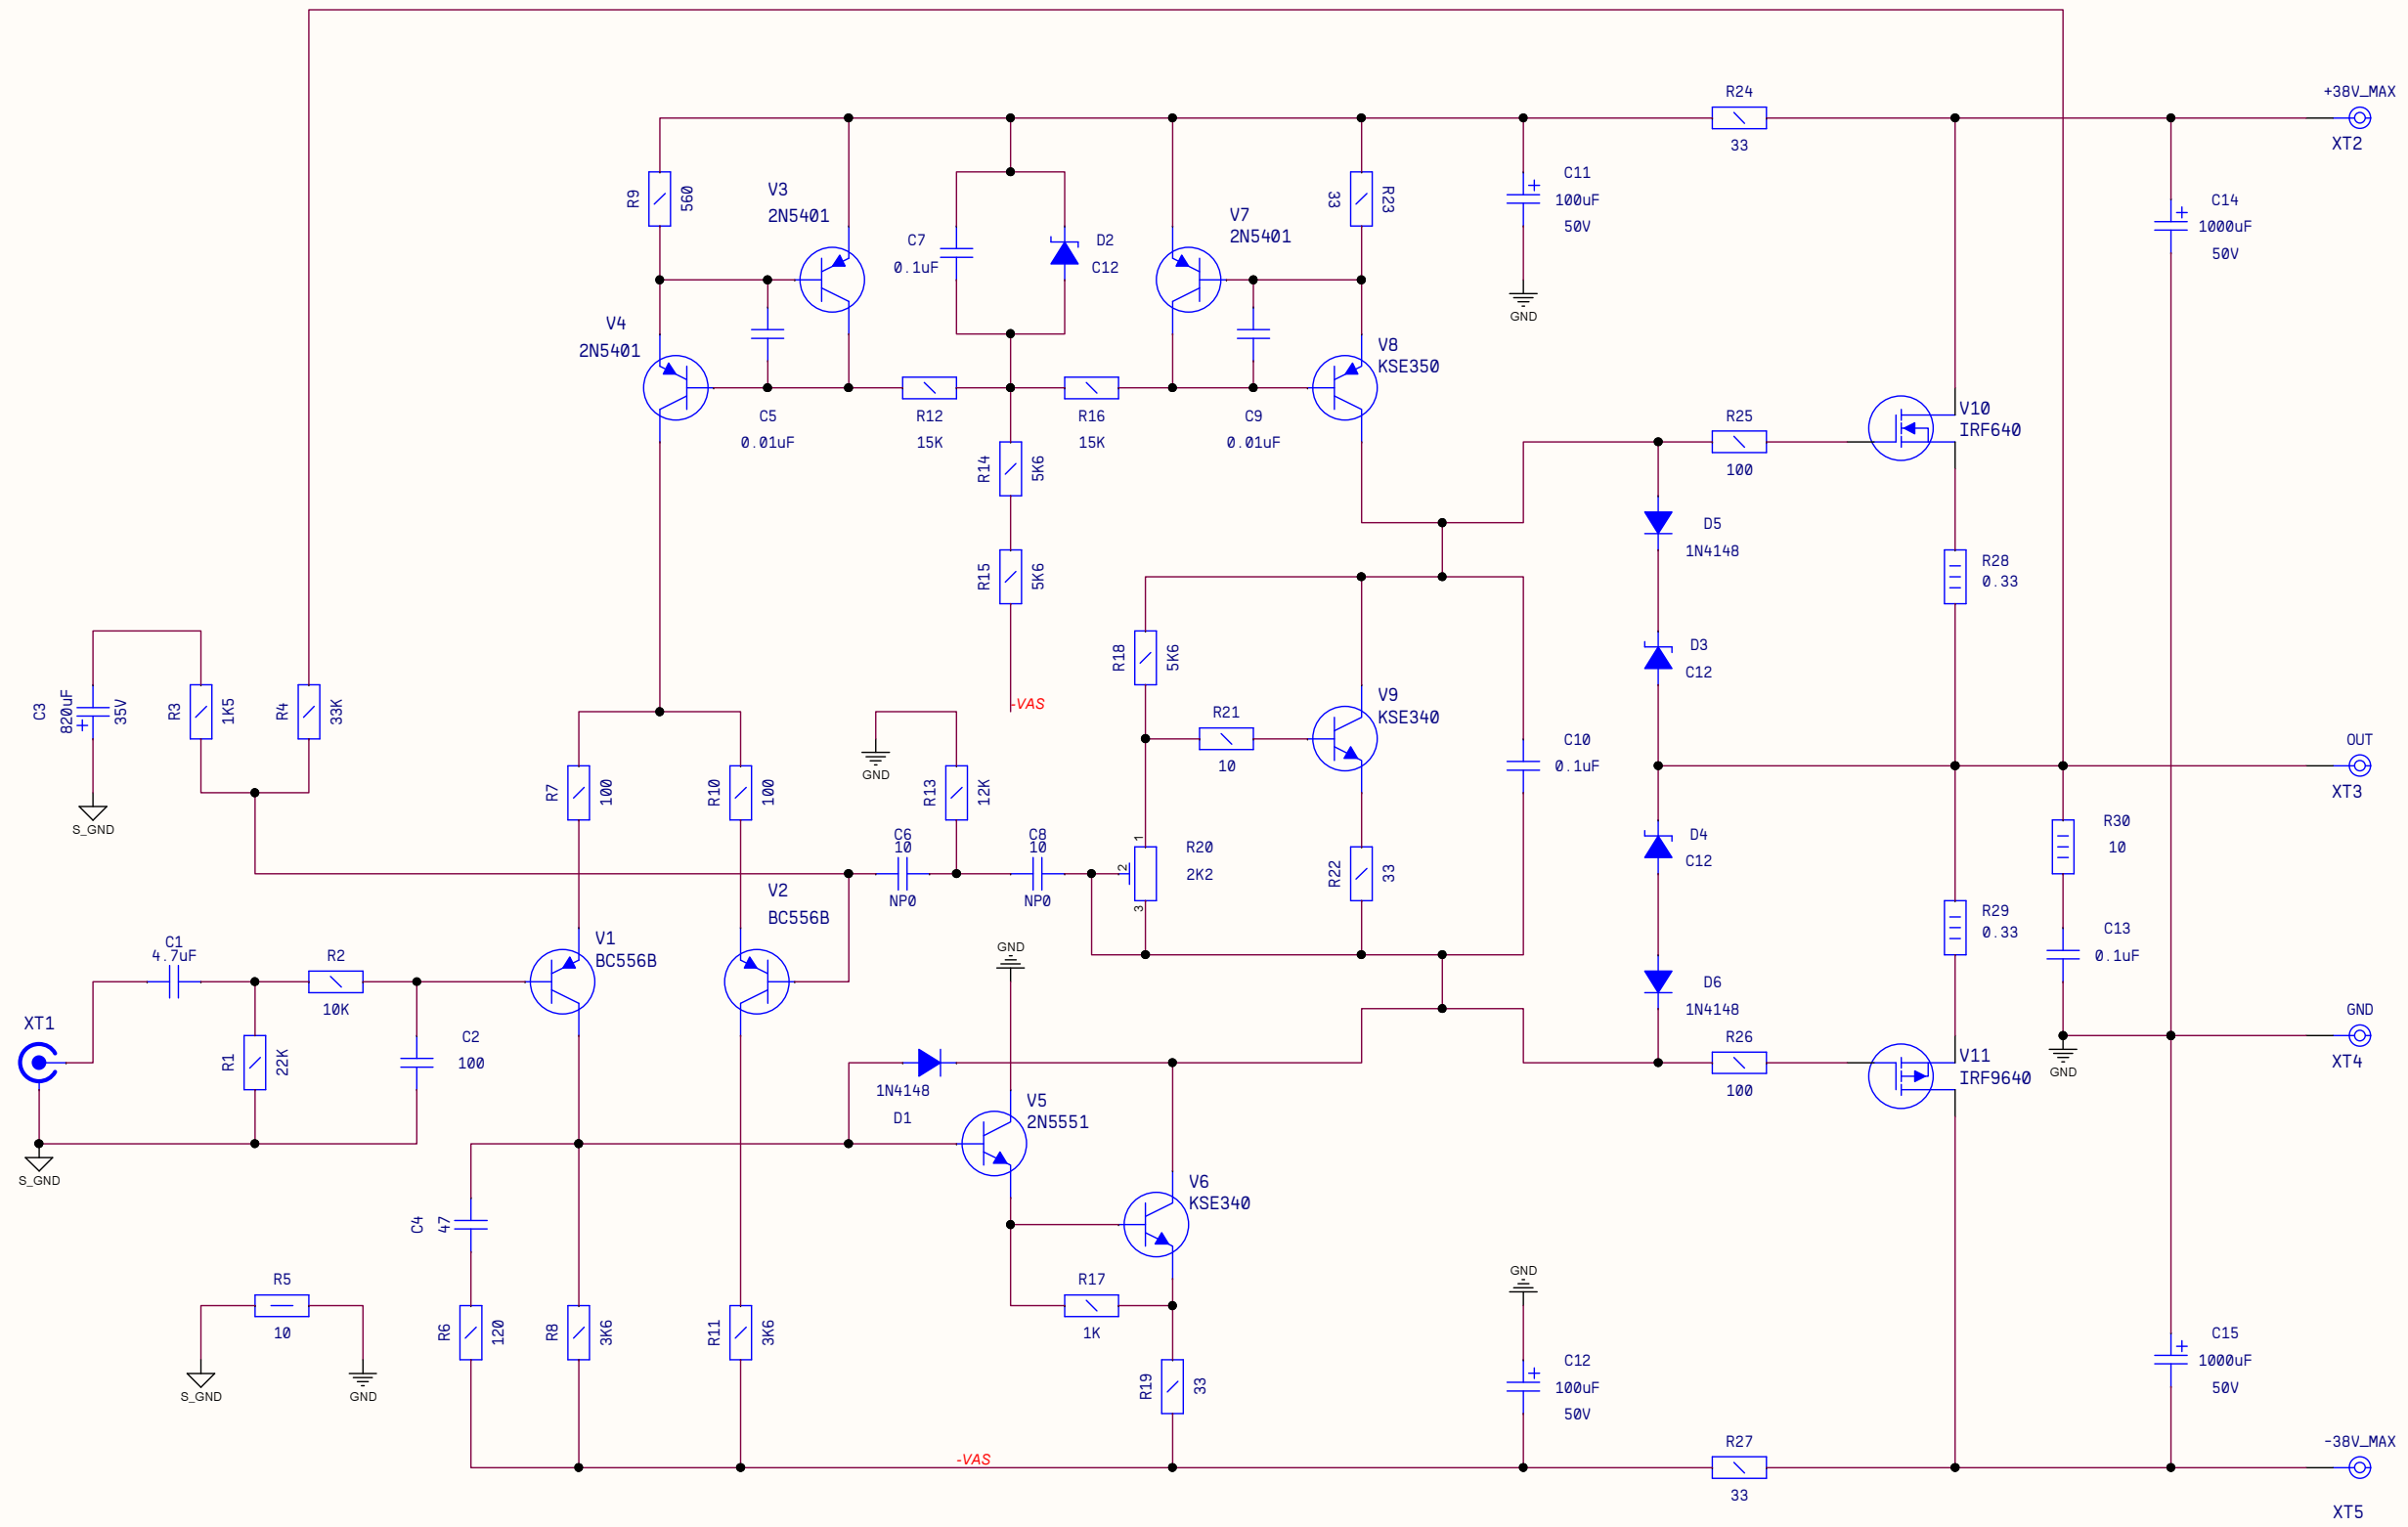 +38V_MAX
XT2
R24
33
R9
560
V3
2N5401
C7
0.1uF
D2
C12
V7
2N5401
R23
33
C11
100uF
50V
GND
C14
1000uF
50V
V4
2N5401
C5
0.01uF
R12
15K
R16
15K
C9
0.01uF
V8
KSE350
R14
5K6
R15
5K6
-VAS
R25
100
V10
IRF640
D5
1N4148
D3
C12
R28
0.33
C3
820uF
+
35V
S_GND
R3
1K5
R4
33K
R7
100
R10
100
GND
R13
12K
C6
10
NP0
C8
10
NP0
R18
5K6
R21
10
V9
KSE340
C10
0.1uF
1
2
3
R20
2K2
R22
33
OUT
XT3
D4
C12
D6
1N4148
R29
0.33
R30
10
C13
0.1uF
GND
XT4
GND
R26
100
V11
IRF9640
C1
4.7uF
R2
10K
V1
BC556B
V2
BC556B
XT1
R1
22K
C2
100
S_GND
GND
1N4148
D1
V5
2N5551
V6
KSE340
C4
47
R5
10
S_GND
GND
R6
120
R8
3K6
R11
3K6
R17
1K
R19
33
GND
C12
100uF
50V
C15
1000uF
50V
-VAS
R27
33
-38V_MAX
XT5